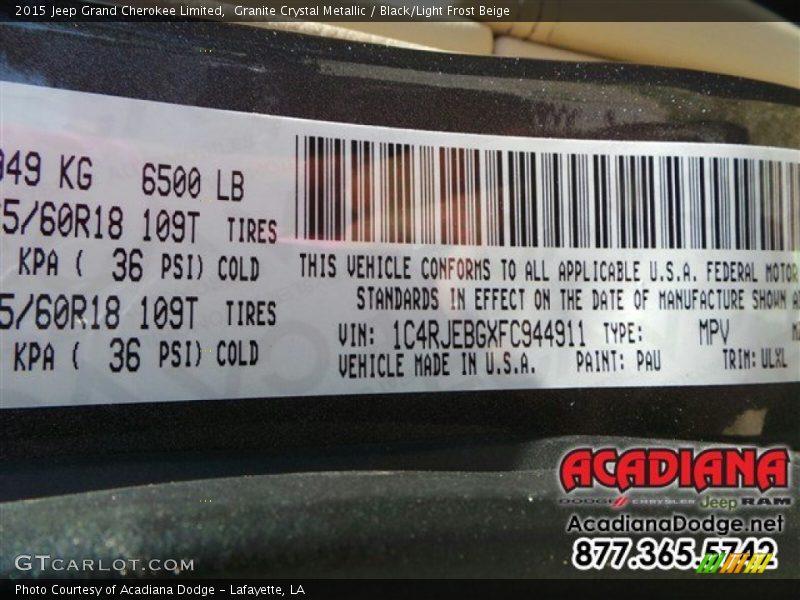 2015 Jeep Grand Cherokee Limited, Granite Crystal Metallic / Black/Light Frost Beige
949 KG 6500 LB
5/60R18 109T TIRES
KPA ( 36 PSI) COLD
5/60R18 109T TIRES
KPA ( 36 PSI) COLD
THIS VEHICLE CONFORMS TO ALL APPLICABLE U.S.A. FEDERAL MOTOR
STANDARDS IN EFFECT ON THE DATE OF MANUFACTURE SHOWN A
VIN: 1C4RJEBGXFC944911 TYPE: MPV
VEHICLE MADE IN U.S.A. PAINT: PAU TRIM: ULXL
ACADIANA
DODGE CHRYSLER Jeep RAM
AcadianaDodge.net
877.365.5742
GTCarlot.com
Photo Courtesy of Acadiana Dodge - Lafayette, LA